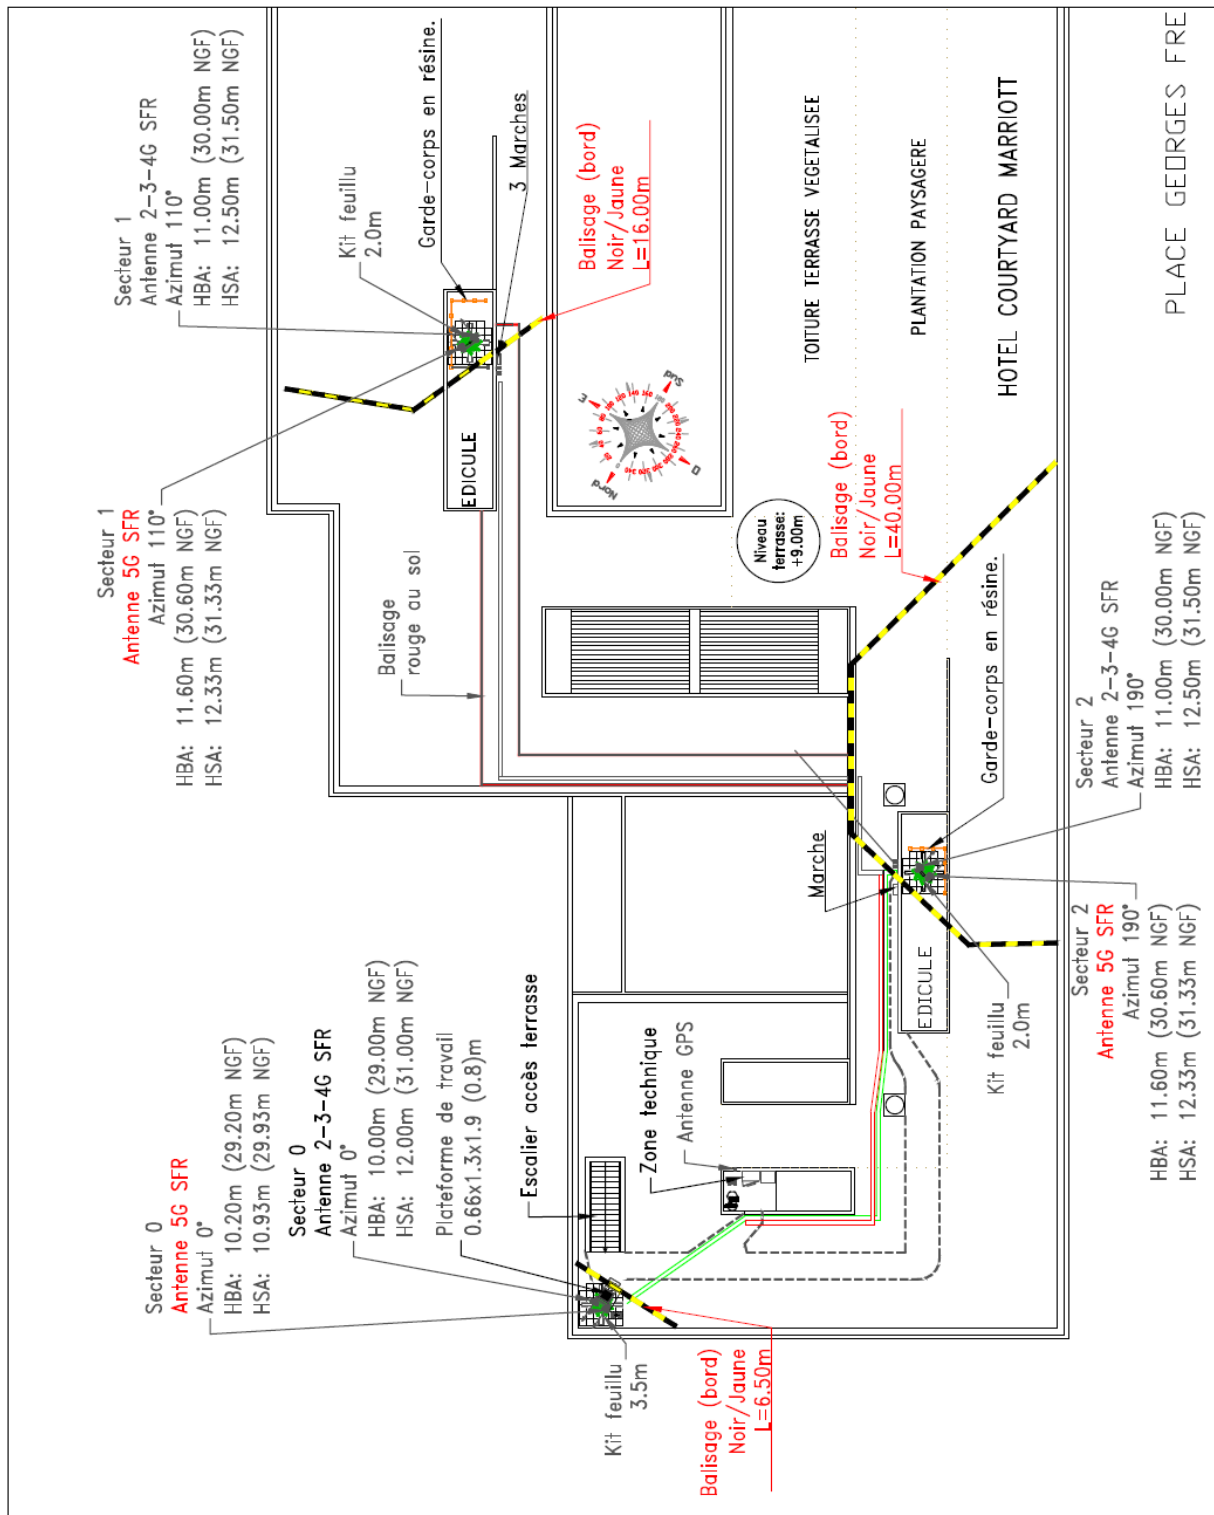 Secteur 0
Antenne 5G SFR
Azimut 0°
HBA: 10.20m (29.20m NGF)
HSA: 10.93m (29.93m NGF)
Secteur 0
Antenne 2-3-4G SFR
Azimut 0°
HBA: 10.00m (29.00m NGF)
HSA: 12.00m (31.00m NGF)
Plateforme de travail
0.66x1.3x1.9 (0.8)m
Escalier accès terrasse
Kit feuillu
3.5m
Balisage (bord)
Noir/Jaune
L=6.50m
Zone technique
Antenne GPS
Secteur 1
Antenne 5G SFR
Azimut 110°
HBA: 11.60m (30.60m NGF)
HSA: 12.33m (31.33m NGF)
Secteur 1
Antenne 2-3-4G SFR
Azimut 110°
HBA: 11.00m (30.00m NGF)
HSA: 12.50m (31.50m NGF)
Kit feuillu
2.0m
Garde-corps en résine.
3 Marches
EDICULE
Balisage
rouge au sol
Balisage (bord)
Noir/Jaune
L=16.00m
Nord
E
Sud
O
Niveau
terrasse:
+9.00m
TOITURE TERRASSE VEGETALISEE
PLANTATION PAYSAGERE
HOTEL COURTYARD MARRIOTT
Balisage (bord)
Noir/Jaune
L=40.00m
Marche
EDICULE
Garde-corps en résine.
Kit feuillu
2.0m
Secteur 2
Antenne 5G SFR
Azimut 190°
HBA: 11.60m (30.60m NGF)
HSA: 12.33m (31.33m NGF)
Secteur 2
Antenne 2-3-4G SFR
Azimut 190°
HBA: 11.00m (30.00m NGF)
HSA: 12.50m (31.50m NGF)
PLACE GEORGES FRE